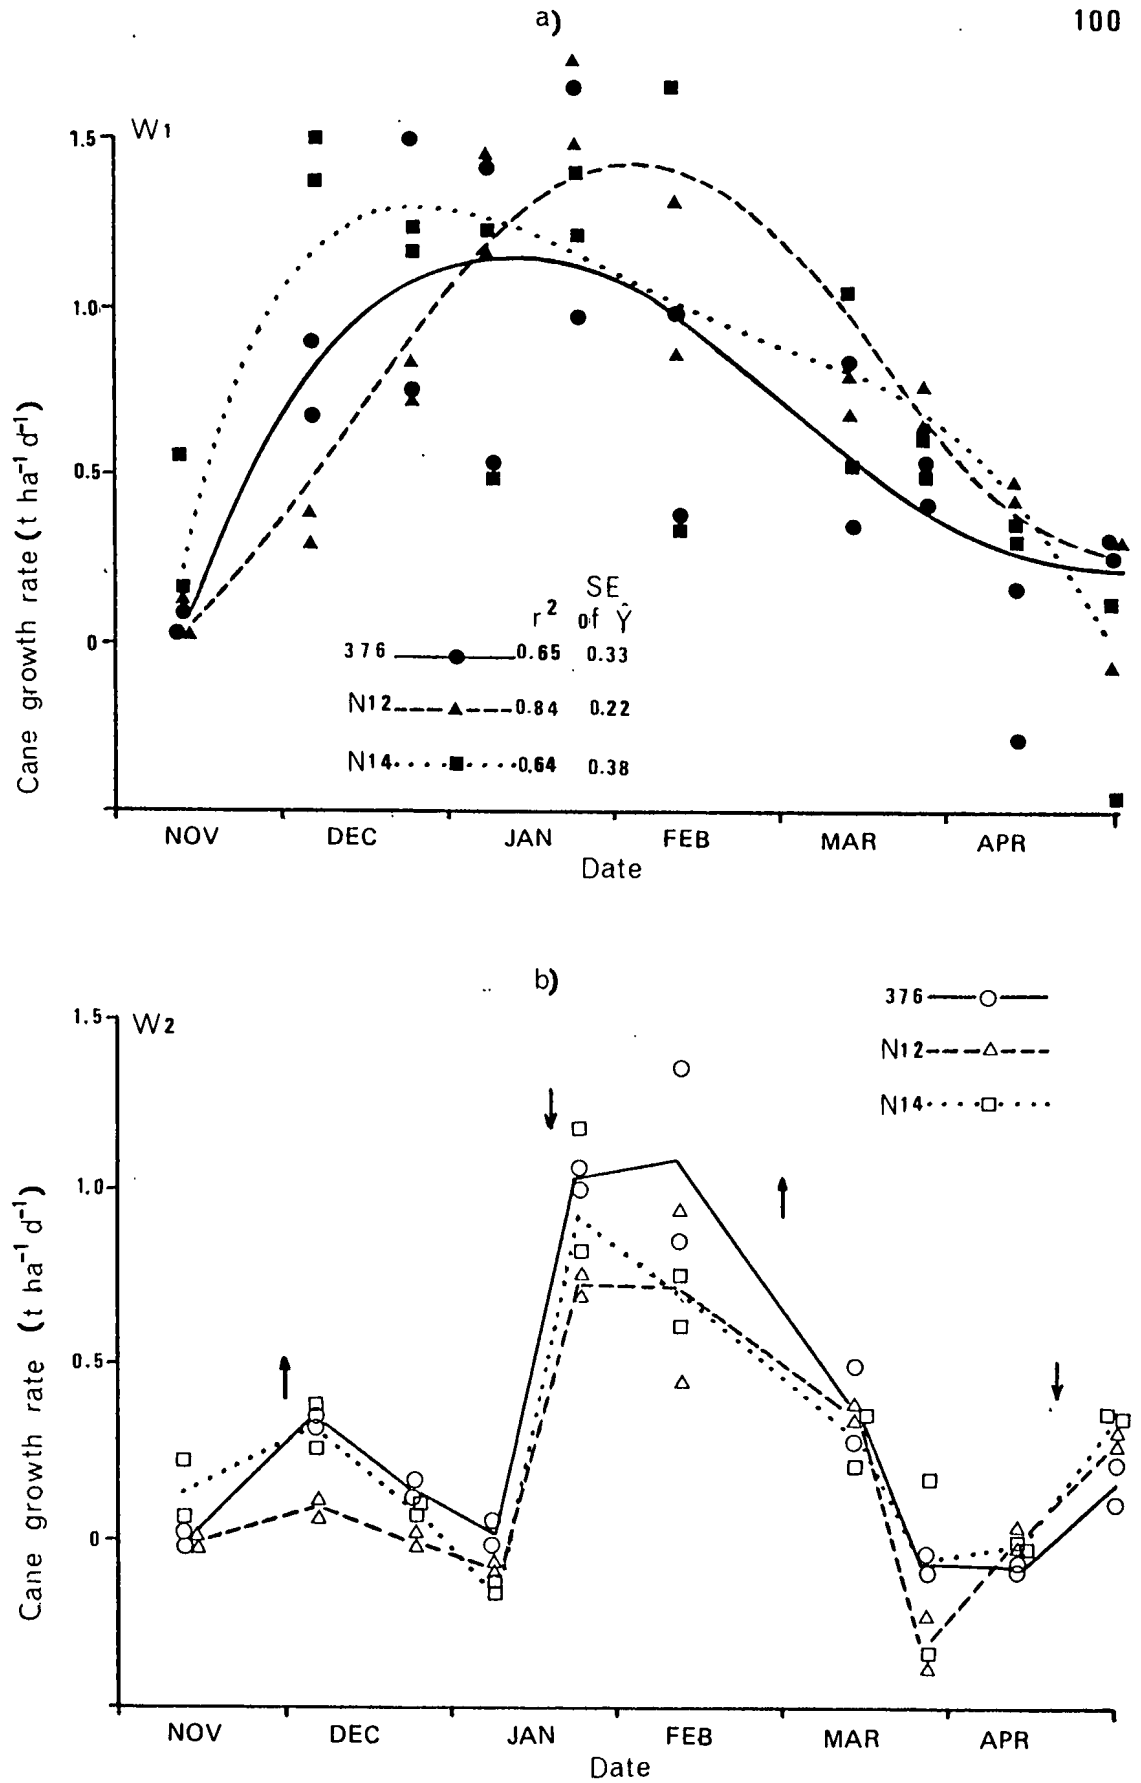 a) 100
W1
1.5
1.0
0.5
0
Cane growth rate (t ha⁻¹ d⁻¹)
SE
r² of Ŷ
376 0.65 0.33
N12 0.84 0.22
N14 0.64 0.38
NOV DEC JAN FEB MAR APR
Date
b)
W2
376
N12
N14
1.5
1.0
0.5
0
Cane growth rate (t ha⁻¹ d⁻¹)
NOV DEC JAN FEB MAR APR
Date